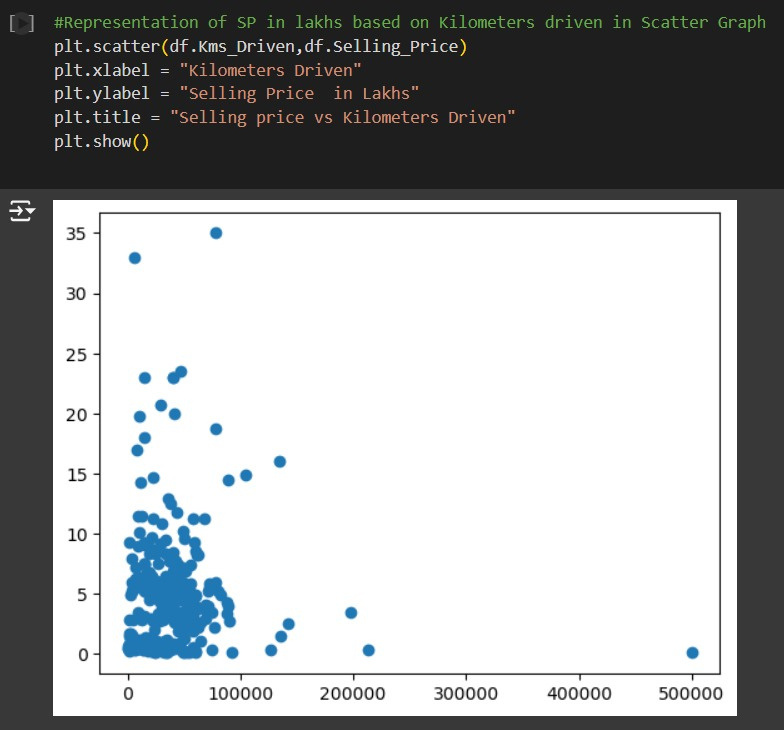 #Representation of SP in lakhs based on Kilometers driven in Scatter Graph
plt.scatter(df.Kms_Driven,df.Selling_Price)
plt.xlabel = "Kilometers Driven"
plt.ylabel = "Selling Price  in Lakhs"
plt.title = "Selling price vs Kilometers Driven"
plt.show()
35
30
25
20
15
10
5
0
0 100000 200000 300000 400000 500000